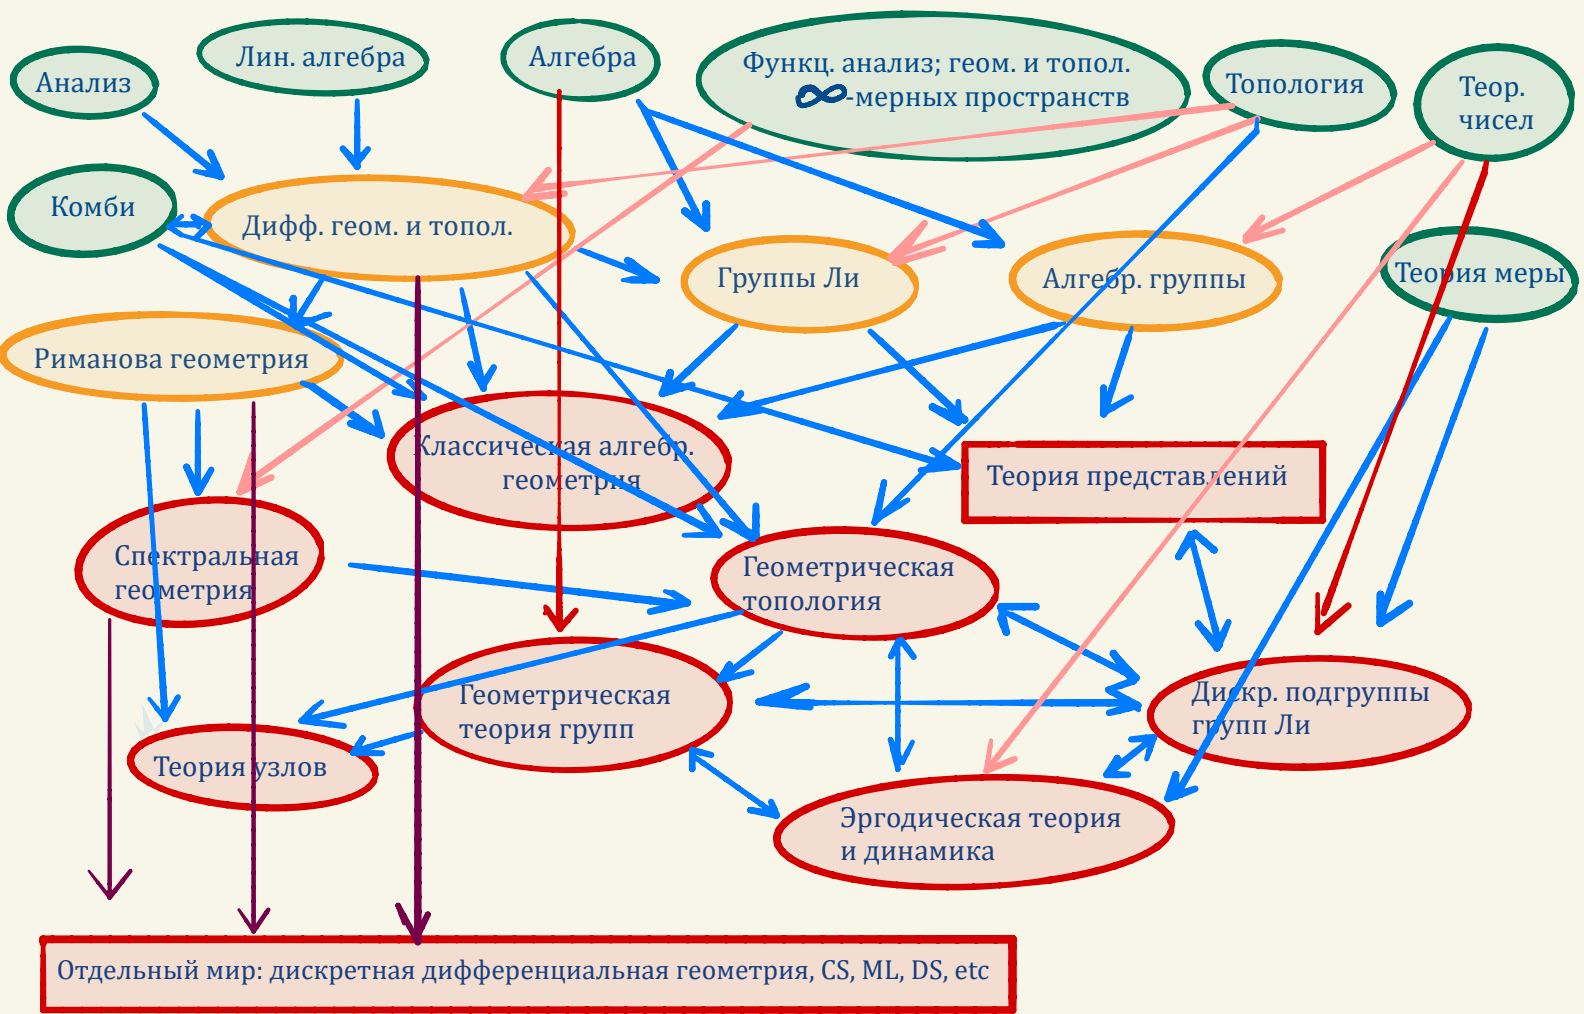 Анализ
Лин. алгебра
Алгебра
Функц. анализ; геом. и топол.
∞-мерных пространств
Топология
Теор.
чисел
Комби
Дифф. геом. и топол.
Группы Ли
Алгебр. группы
Теория меры
Риманова геометрия
Классическая алгебр.
геометрия
Теория представлений
Спектральная
геометрия
Геометрическая
топология
Геометрическая
теория групп
Дискр. подгруппы
групп Ли
Теория узлов
Эргодическая теория
и динамика
Отдельный мир: дискретная дифференциальная геометрия, CS, ML, DS, etc